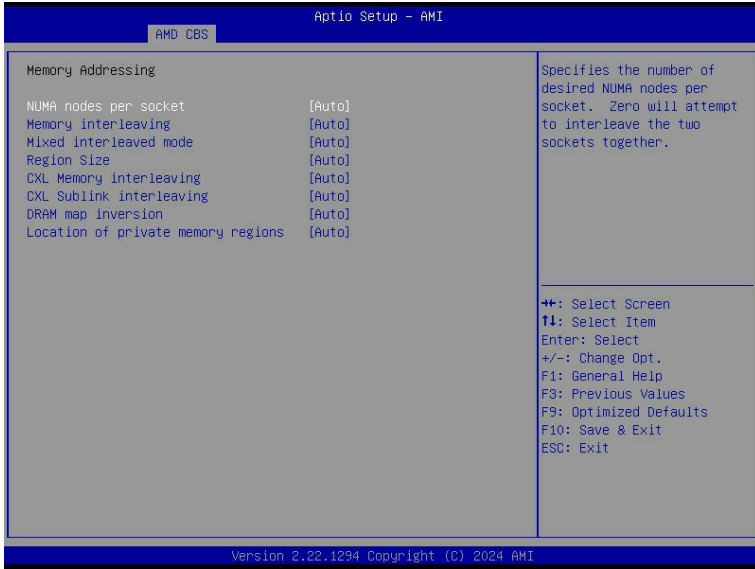 Aptio Setup – AMI
AMD CBS
Memory Addressing
NUMA nodes per socket [Auto]
Memory interleaving [Auto]
Mixed interleaved mode [Auto]
Region Size [Auto]
CXL Memory interleaving [Auto]
CXL Sublink interleaving [Auto]
DRAM map inversion [Auto]
Location of private memory regions [Auto]
Specifies the number of
desired NUMA nodes per
socket. Zero will attempt
to interleave the two
sockets together.
→←: Select Screen
↑↓: Select Item
Enter: Select
+/-: Change Opt.
F1: General Help
F3: Previous Values
F9: Optimized Defaults
F10: Save & Exit
ESC: Exit
Version 2.22.1294 Copyright (C) 2024 AMI